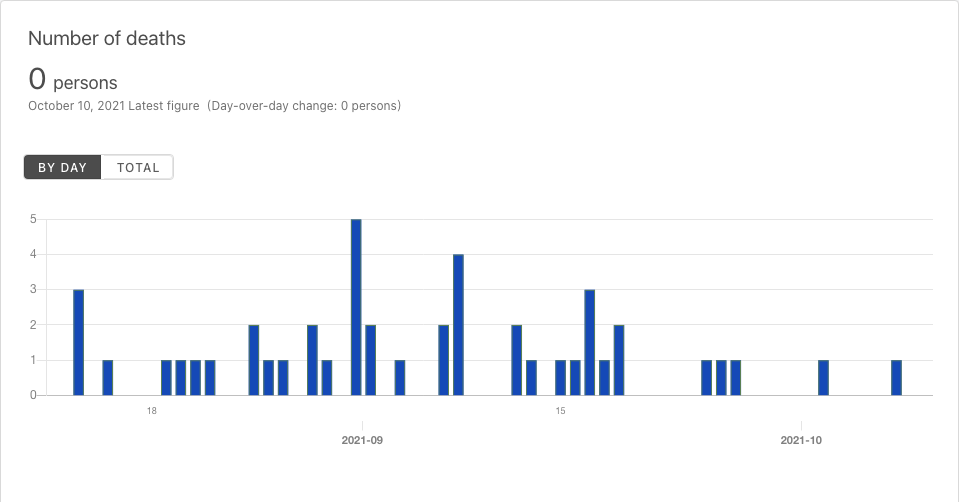 Number of deaths
0 persons
October 10, 2021 Latest figure (Day-over-day change: 0 persons)
BY DAY TOTAL
5
4
3
2
1
0
18 15
2021-09 2021-10